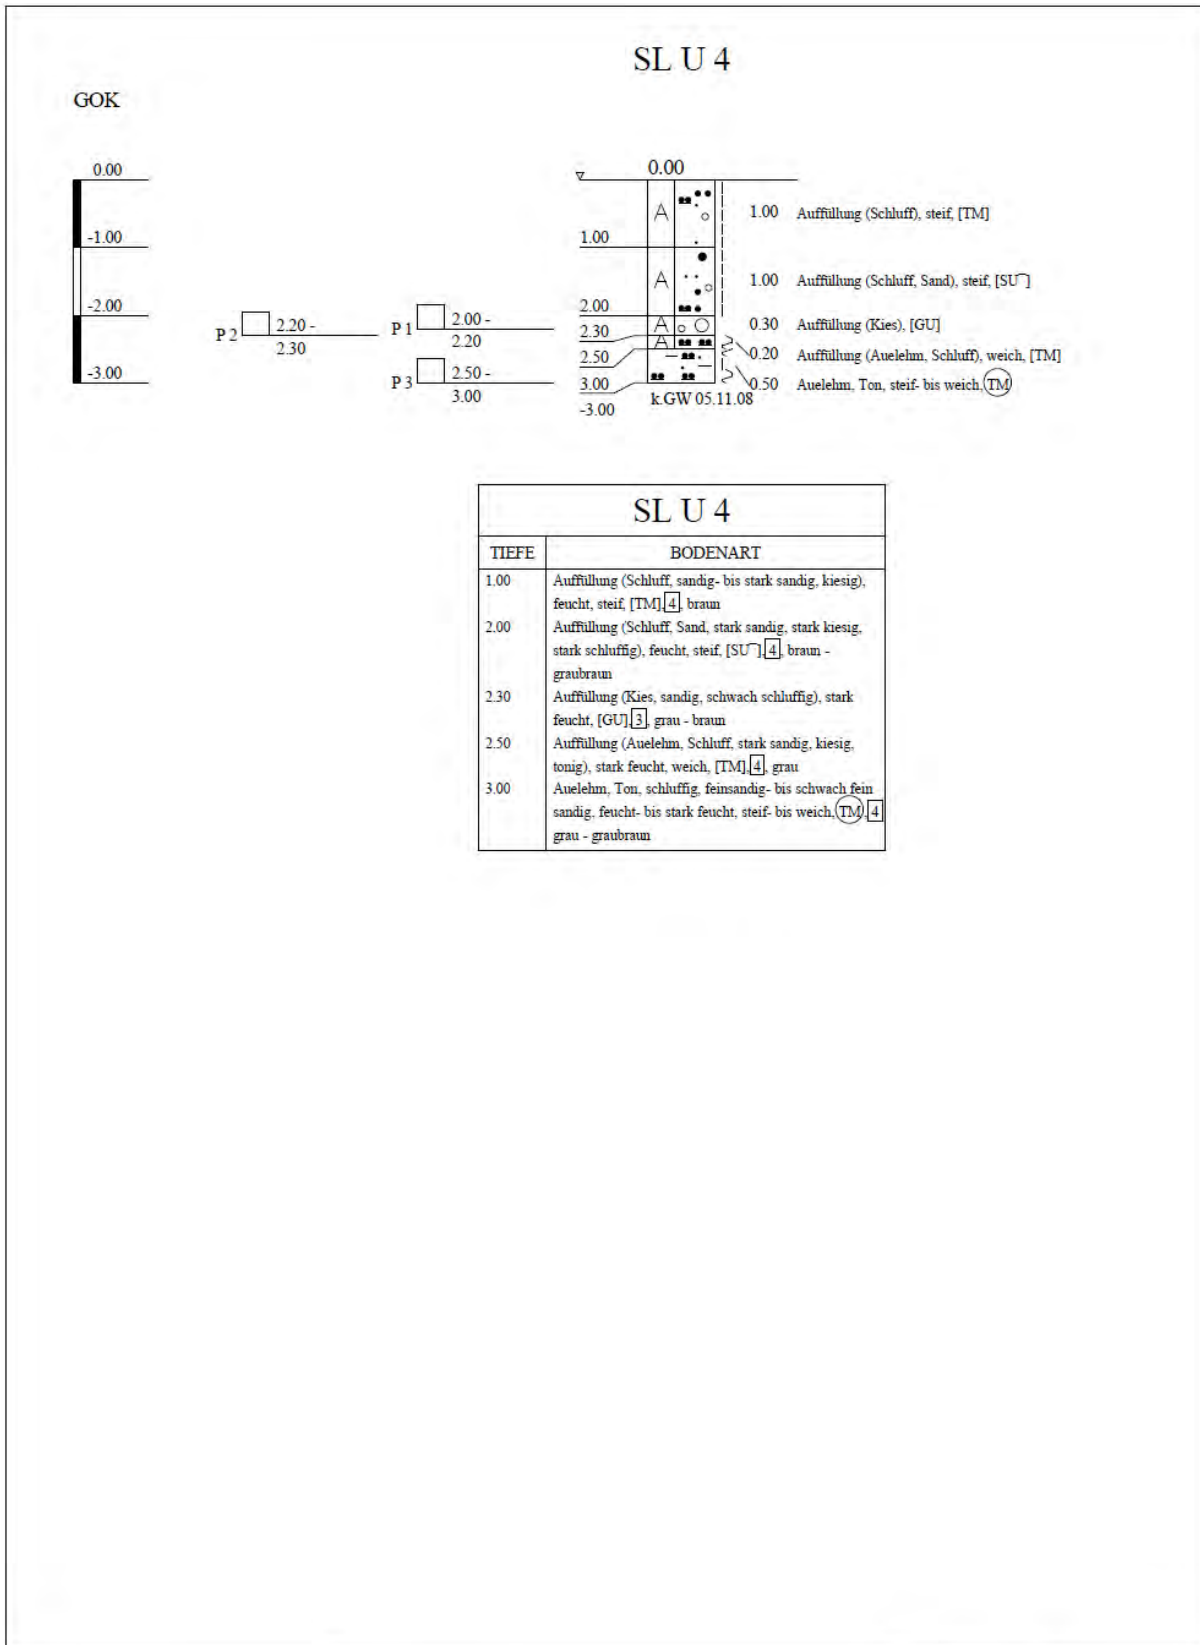 SL U 4
GOK
0.00
-1.00
-2.00
-3.00
P 2
2.20 -
2.30
P 1
2.00 -
2.20
P 3
2.50 -
3.00
0.00
1.00
2.00
2.30
2.50
3.00
-3.00
A
A
A
A
k.GW 05.11.08
1.00 Auffüllung (Schluff), steif, [TM]
1.00 Auffüllung (Schluff, Sand), steif, [SU¯]
0.30 Auffüllung (Kies), [GU]
0.20 Auffüllung (Auelehm, Schluff), weich, [TM]
0.50 Auelehm, Ton, steif- bis weich, TM
SL U 4
TIEFE BODENART
1.00 Auffüllung (Schluff, sandig- bis stark sandig, kiesig),
feucht, steif, [TM], 4, braun
2.00 Auffüllung (Schluff, Sand, stark sandig, stark kiesig,
stark schluffig), feucht, steif, [SU¯], 4, braun -
graubraun
2.30 Auffüllung (Kies, sandig, schwach schluffig), stark
feucht, [GU], 3, grau - braun
2.50 Auffüllung (Auelehm, Schluff, stark sandig, kiesig,
tonig), stark feucht, weich, [TM], 4, grau
3.00 Auelehm, Ton, schluffig, feinsandig- bis schwach fein
sandig, feucht- bis stark feucht, steif- bis weich, TM, 4
grau - graubraun